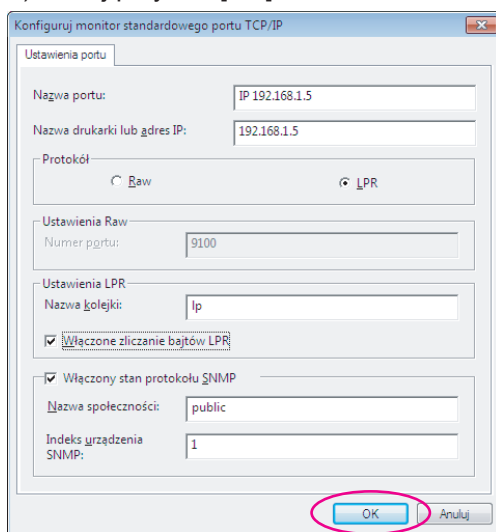 Konfiguruj monitor standardowego portu TCP/IP
Ustawienia portu
Nazwa portu:
IP 192.168.1.5
Nazwa drukarki lub adres IP:
192.168.1.5
Protokół
Raw
LPR
Ustawienia Raw
Numer portu:
9100
Ustawienia LPR
Nazwa kolejki:
lp
Włączone zliczanie bajtów LPR
Włączony stan protokołu SNMP
Nazwa społeczności:
public
Indeks urządzenia
SNMP:
1
OK
Anuluj